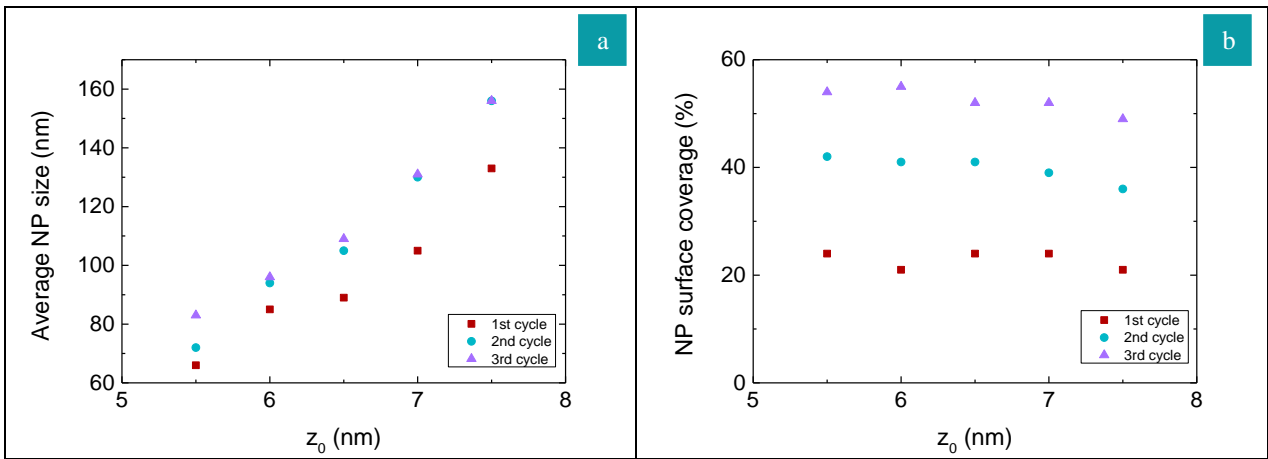 a
160
140
120
100
80
60
Average NP size (nm)
1st cycle
2nd cycle
3rd cycle
5
6
7
8
z₀ (nm)
b
60
40
20
0
NP surface coverage (%)
1st cycle
2nd cycle
3rd cycle
5
6
7
8
z₀ (nm)